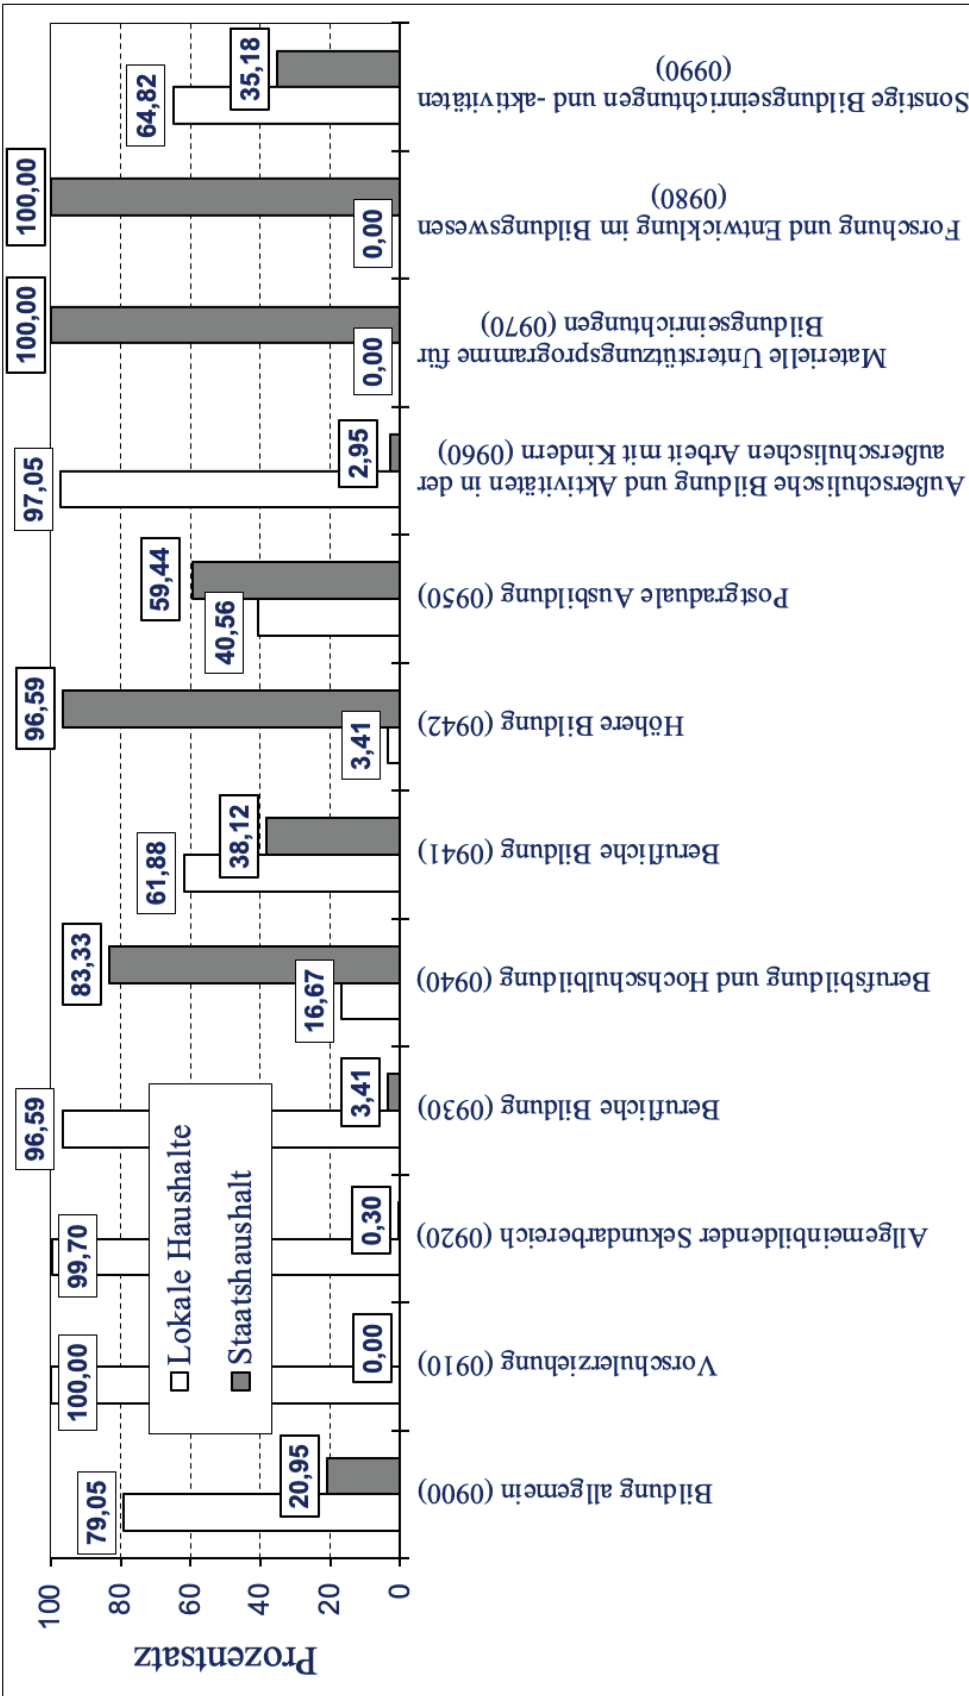 Prozentsatz
100
80
60
40
20
0
Lokale Haushalte
Staatshaushalt
79,05
20,95
100,00
0,00
99,70
0,30
96,59
3,41
16,67
83,33
61,88
38,12
3,41
96,59
40,56
59,44
97,05
2,95
0,00
100,00
0,00
100,00
64,82
35,18
Bildung allgemein (0900)
Vorschulerziehung (0910)
Allgemeinbildender Sekundarbereich (0920)
Berufliche Bildung (0930)
Berufsbildung und Hochschulbildung (0940)
Berufliche Bildung (0941)
Höhere Bildung (0942)
Postgraduale Ausbildung (0950)
Außerschulische Bildung und Aktivitäten in der
außerschulischen Arbeit mit Kindern (0960)
Materielle Unterstützungsprogramme für
Bildungseinrichtungen (0970)
Forschung und Entwicklung im Bildungswesen
(0980)
Sonstige Bildungseinrichtungen und -aktivitäten
(0990)